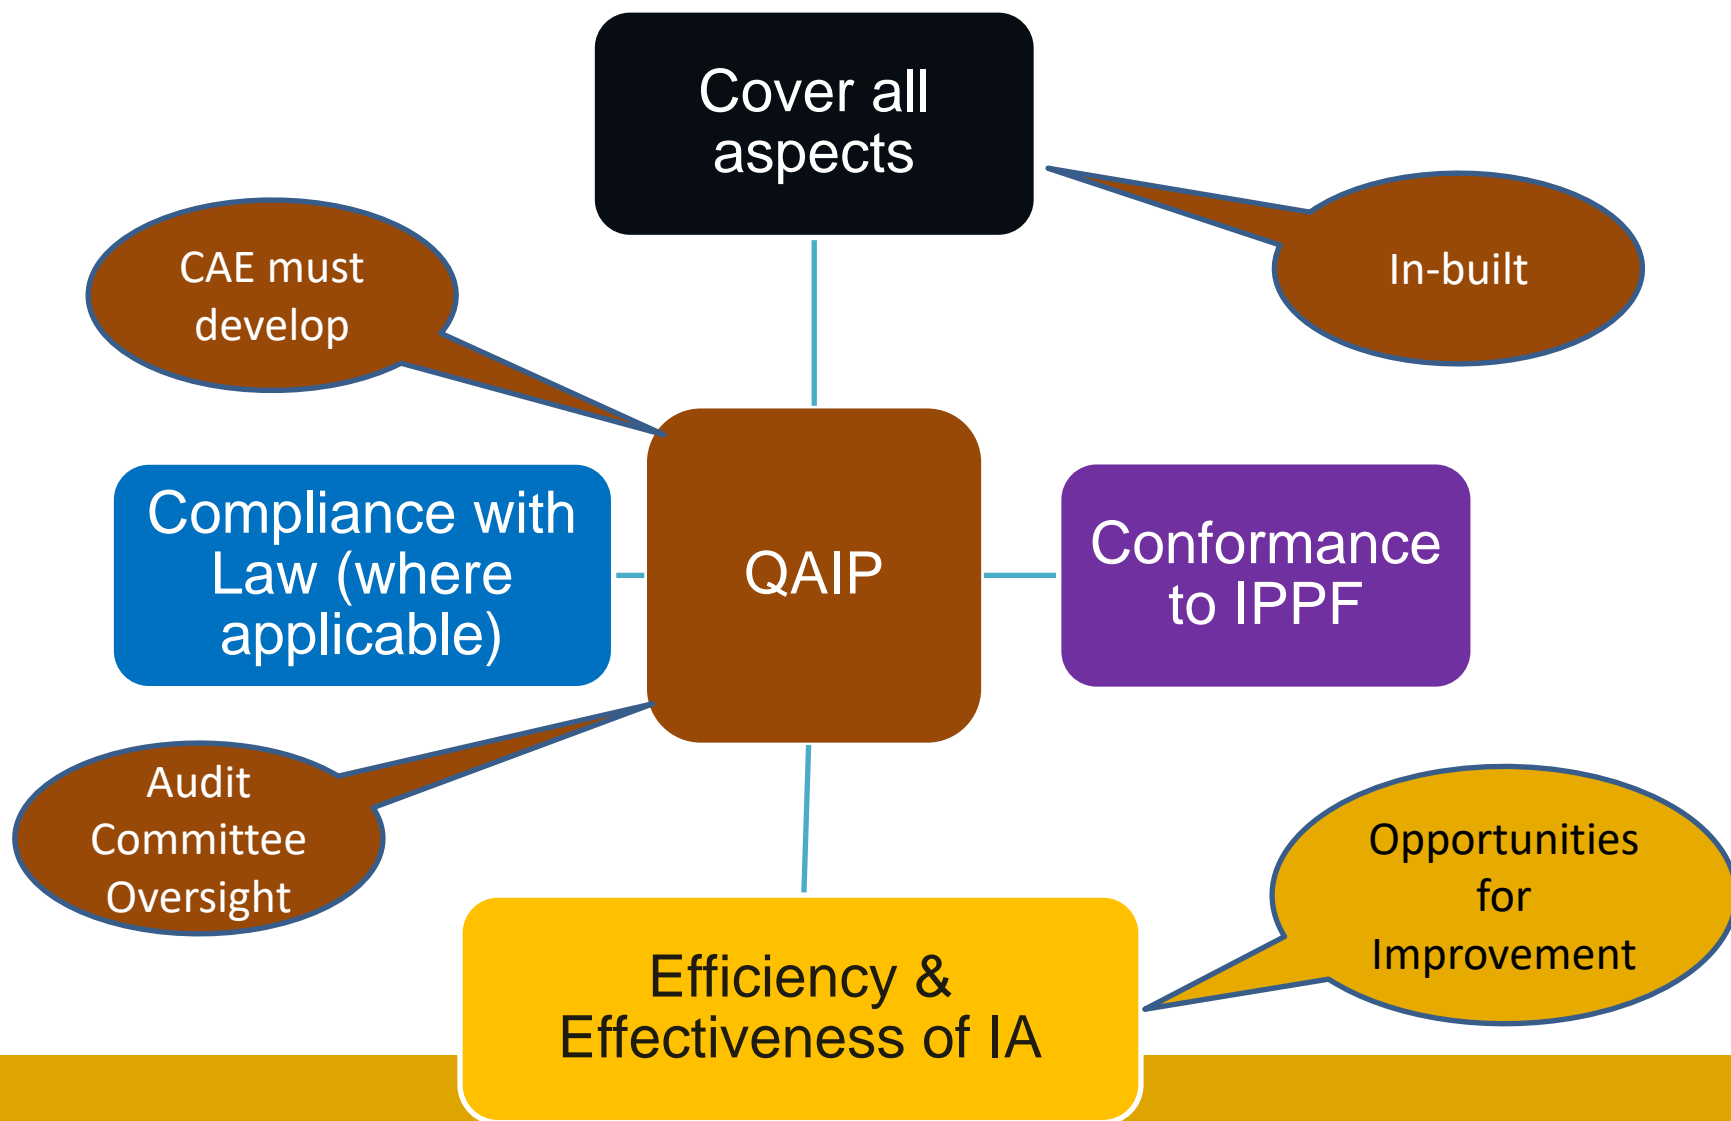 Cover all
aspects
CAE must
develop
In-built
Compliance with
Law (where
applicable)
QAIP
Conformance
to IPPF
Audit
Committee
Oversight
Opportunities
for
Improvement
Efficiency &
Effectiveness of IA